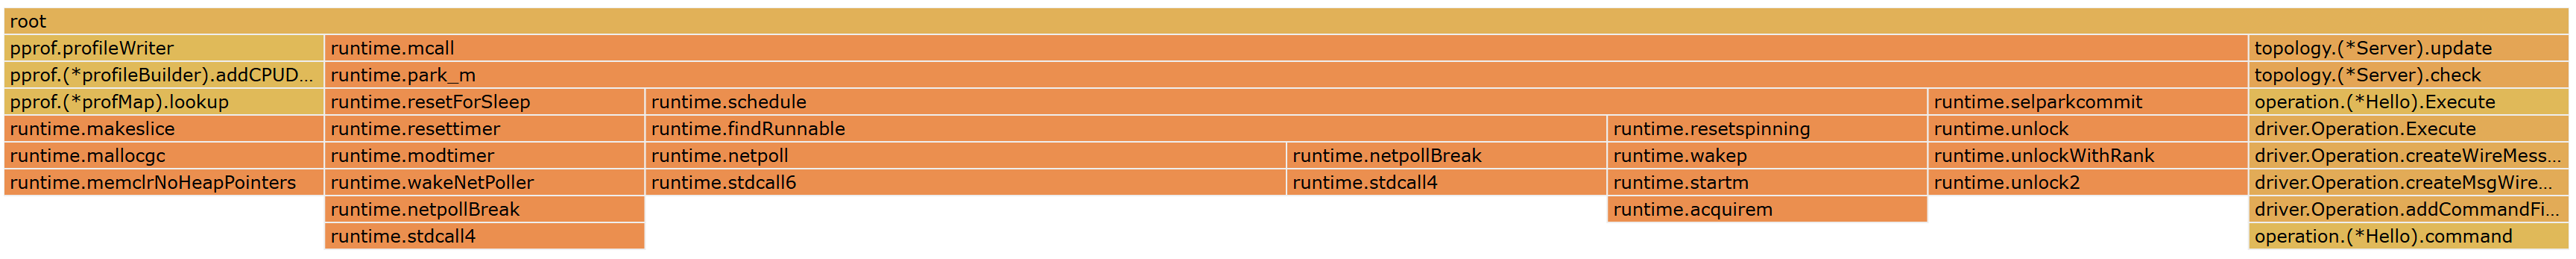 root
pprof.profileWriter runtime.mcall topology.(*Server).update
pprof.(*profileBuilder).addCPUD... runtime.park_m topology.(*Server).check
pprof.(*profMap).lookup runtime.resetForSleep runtime.schedule runtime.selparkcommit operation.(*Hello).Execute
runtime.makeslice runtime.resettimer runtime.findRunnable runtime.resetspinning runtime.unlock driver.Operation.Execute
runtime.mallocgc runtime.modtimer runtime.netpoll runtime.netpollBreak runtime.wakep runtime.unlockWithRank driver.Operation.createWireMess...
runtime.memclrNoHeapPointers runtime.wakeNetPoller runtime.stdcall6 runtime.stdcall4 runtime.startm runtime.unlock2 driver.Operation.createMsgWire...
runtime.netpollBreak runtime.acquirem driver.Operation.addCommandFi...
runtime.stdcall4 operation.(*Hello).command